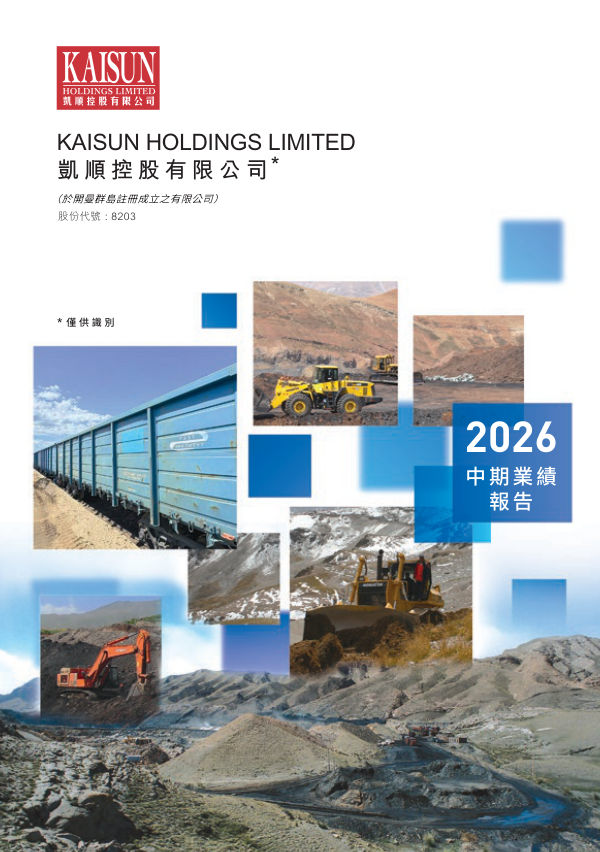 KAISUN
HOLDINGS LIMITED
凱順控股有限公司
KAISUN HOLDINGS LIMITED
凱順控股有限公司*
（於開曼群島註冊成立之有限公司）
股份代號：8203
* 僅供識別
2026
中期業績
報告